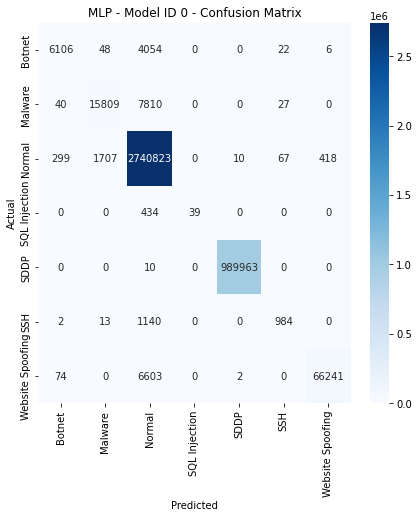 MLP - Model ID 0 - Confusion Matrix
1e6
Botnet 6106 48 4054 0 0 22 6
Malware 40 15809 7810 0 0 27 0
Normal 299 1707 2740823 0 10 67 418
SQL Injection 0 0 434 39 0 0 0
SDDP 0 0 10 0 989963 0 0
SSH 2 13 1140 0 0 984 0
Website Spoofing 74 0 6603 0 2 0 66241
Actual
Botnet Malware Normal SQL Injection SDDP SSH Website Spoofing
Predicted
2.5
2.0
1.5
1.0
0.5
0.0